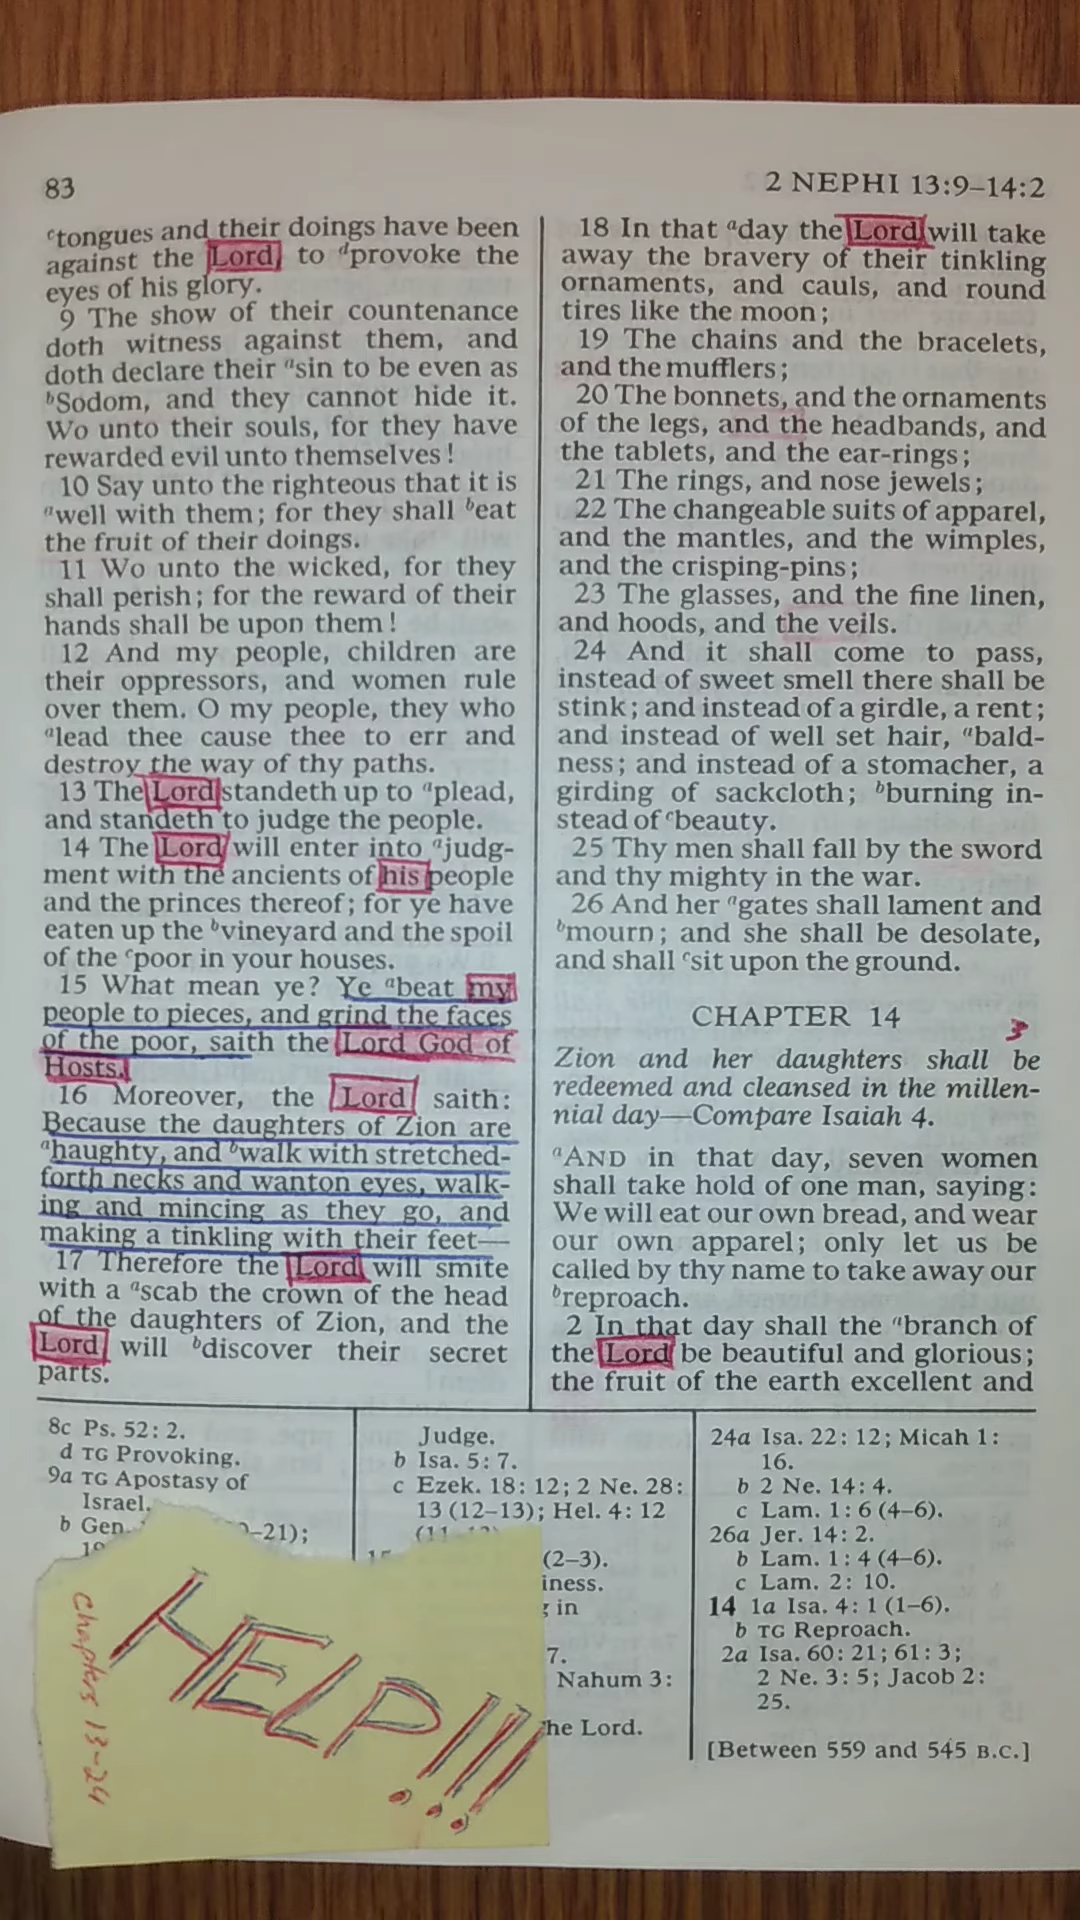 83
2 NEPHI 13:9–14:2
ctongues and their doings have been
against the Lord to dprovoke the
eyes of his glory.
9 The show of their countenance
doth witness against them, and
doth declare their asin to be even as
bSodom, and they cannot hide it.
Wo unto their souls, for they have
rewarded evil unto themselves!
10 Say unto the righteous that it is
awell with them; for they shall beat
the fruit of their doings.
11 Wo unto the wicked, for they
shall perish; for the reward of their
hands shall be upon them!
12 And my people, children are
their oppressors, and women rule
over them. O my people, they who
alead thee cause thee to err and
destroy the way of thy paths.
13 The Lord standeth up to aplead,
and standeth to judge the people.
14 The Lord will enter into ajudg-
ment with the ancients of his people
and the princes thereof; for ye have
eaten up the bvineyard and the spoil
of the cpoor in your houses.
15 What mean ye? Ye abeat my
people to pieces, and grind the faces
of the poor, saith the Lord God of
Hosts.
16 Moreover, the Lord saith:
Because the daughters of Zion are
ahaughty, and bwalk with stretched-
forth necks and wanton eyes, walk-
ing and mincing as they go, and
making a tinkling with their feet—
17 Therefore the Lord will smite
with a ascab the crown of the head
of the daughters of Zion, and the
Lord will bdiscover their secret
parts.
18 In that aday the Lord will take
away the bravery of their tinkling
ornaments, and cauls, and round
tires like the moon;
19 The chains and the bracelets,
and the mufflers;
20 The bonnets, and the ornaments
of the legs, and the headbands, and
the tablets, and the ear-rings;
21 The rings, and nose jewels;
22 The changeable suits of apparel,
and the mantles, and the wimples,
and the crisping-pins;
23 The glasses, and the fine linen,
and hoods, and the veils.
24 And it shall come to pass,
instead of sweet smell there shall be
stink; and instead of a girdle, a rent;
and instead of well set hair, abald-
ness; and instead of a stomacher, a
girding of sackcloth; bburning in-
stead of cbeauty.
25 Thy men shall fall by the sword
and thy mighty in the war.
26 And her agates shall lament and
bmourn; and she shall be desolate,
and shall csit upon the ground.
CHAPTER 14
3
Zion and her daughters shall be
redeemed and cleansed in the millen-
nial day—Compare Isaiah 4.
aAND in that day, seven women
shall take hold of one man, saying:
We will eat our own bread, and wear
our own apparel; only let us be
called by thy name to take away our
breproach.
2 In that day shall the abranch of
the Lord be beautiful and glorious;
the fruit of the earth excellent and
8c Ps. 52: 2.
d TG Provoking.
9a TG Apostasy of
Israel.
b Gen.
–21);
Judge.
b Isa. 5: 7.
c Ezek. 18: 12; 2 Ne. 28:
13 (12–13); Hel. 4: 12
(2–3).
iness.
in
7.
Nahum 3:
he Lord.
24a Isa. 22: 12; Micah 1:
16.
b 2 Ne. 14: 4.
c Lam. 1: 6 (4–6).
26a Jer. 14: 2.
b Lam. 1: 4 (4–6).
c Lam. 2: 10.
14 1a Isa. 4: 1 (1–6).
b TG Reproach.
2a Isa. 60: 21; 61: 3;
2 Ne. 3: 5; Jacob 2:
25.
[Between 559 and 545 B.C.]
HELP!!!
Chapters 13-24